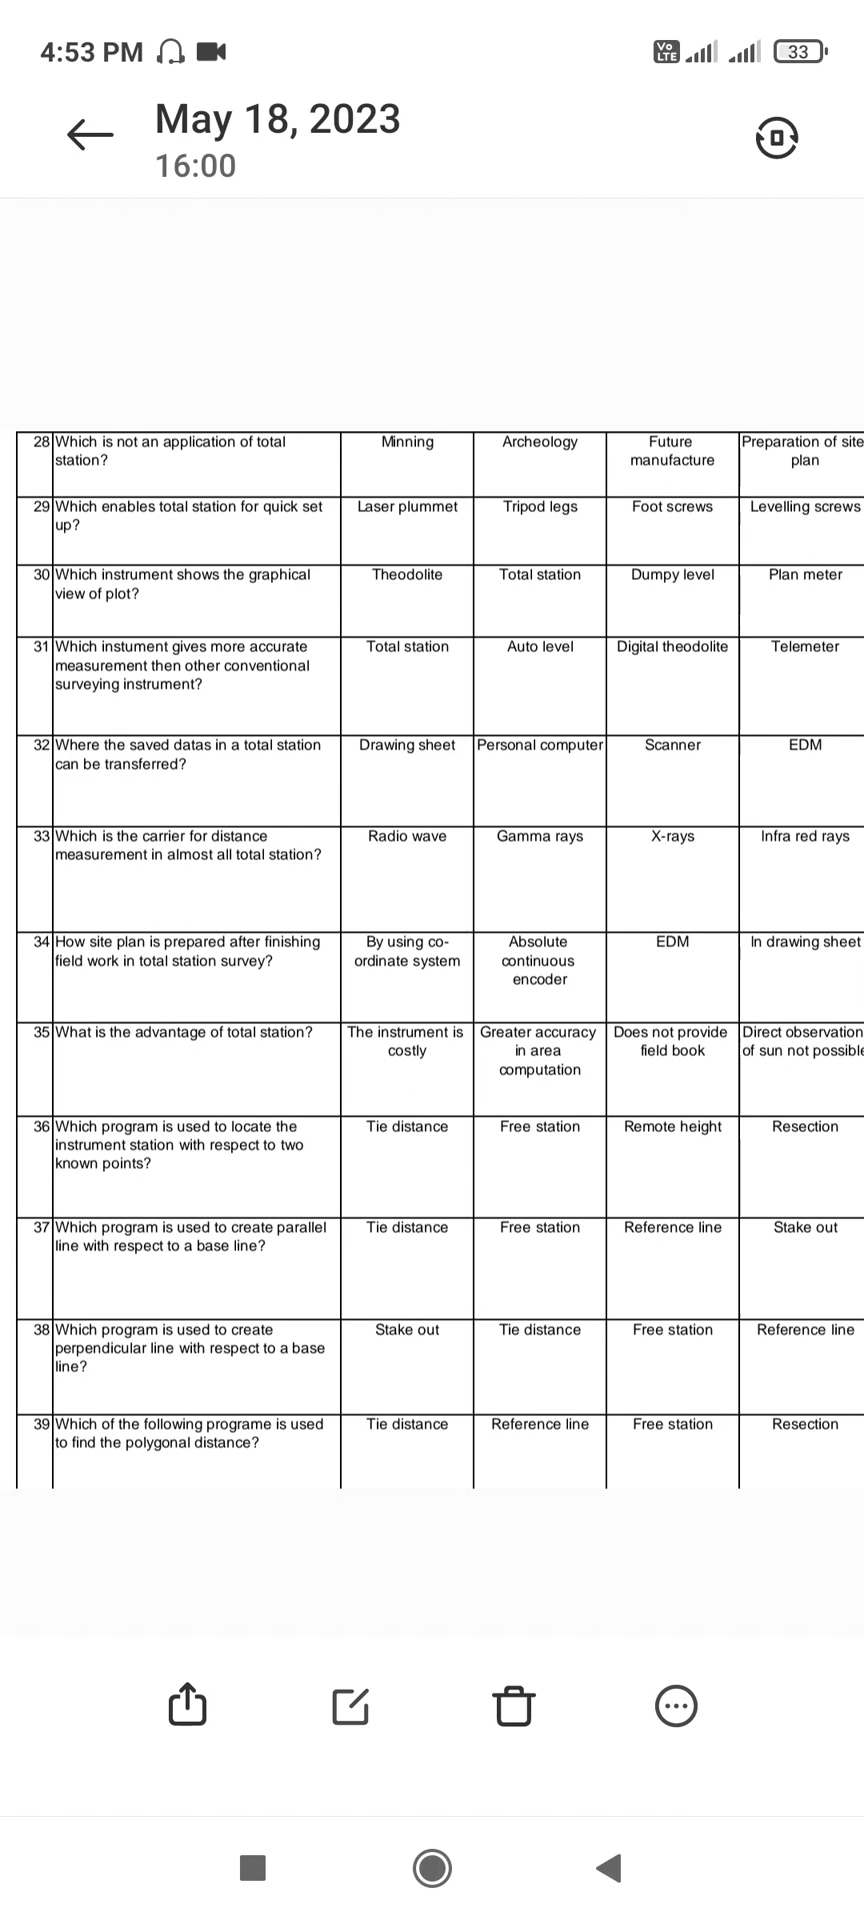 4:53 PM
Vo LTE
33
May 18, 2023
16:00
28 Which is not an application of total station? Minning Archeology Future manufacture Preparation of site plan
29 Which enables total station for quick set up? Laser plummet Tripod legs Foot screws Levelling screws
30 Which instrument shows the graphical view of plot? Theodolite Total station Dumpy level Plan meter
31 Which instument gives more accurate measurement then other conventional surveying instrument? Total station Auto level Digital theodolite Telemeter
32 Where the saved datas in a total station can be transferred? Drawing sheet Personal computer Scanner EDM
33 Which is the carrier for distance measurement in almost all total station? Radio wave Gamma rays X-rays Infra red rays
34 How site plan is prepared after finishing field work in total station survey? By using co-ordinate system Absolute continuous encoder EDM In drawing sheet
35 What is the advantage of total station? The instrument is costly Greater accuracy in area computation Does not provide field book Direct observation of sun not possible
36 Which program is used to locate the instrument station with respect to two known points? Tie distance Free station Remote height Resection
37 Which program is used to create parallel line with respect to a base line? Tie distance Free station Reference line Stake out
38 Which program is used to create perpendicular line with respect to a base line? Stake out Tie distance Free station Reference line
39 Which of the following programe is used to find the polygonal distance? Tie distance Reference line Free station Resection